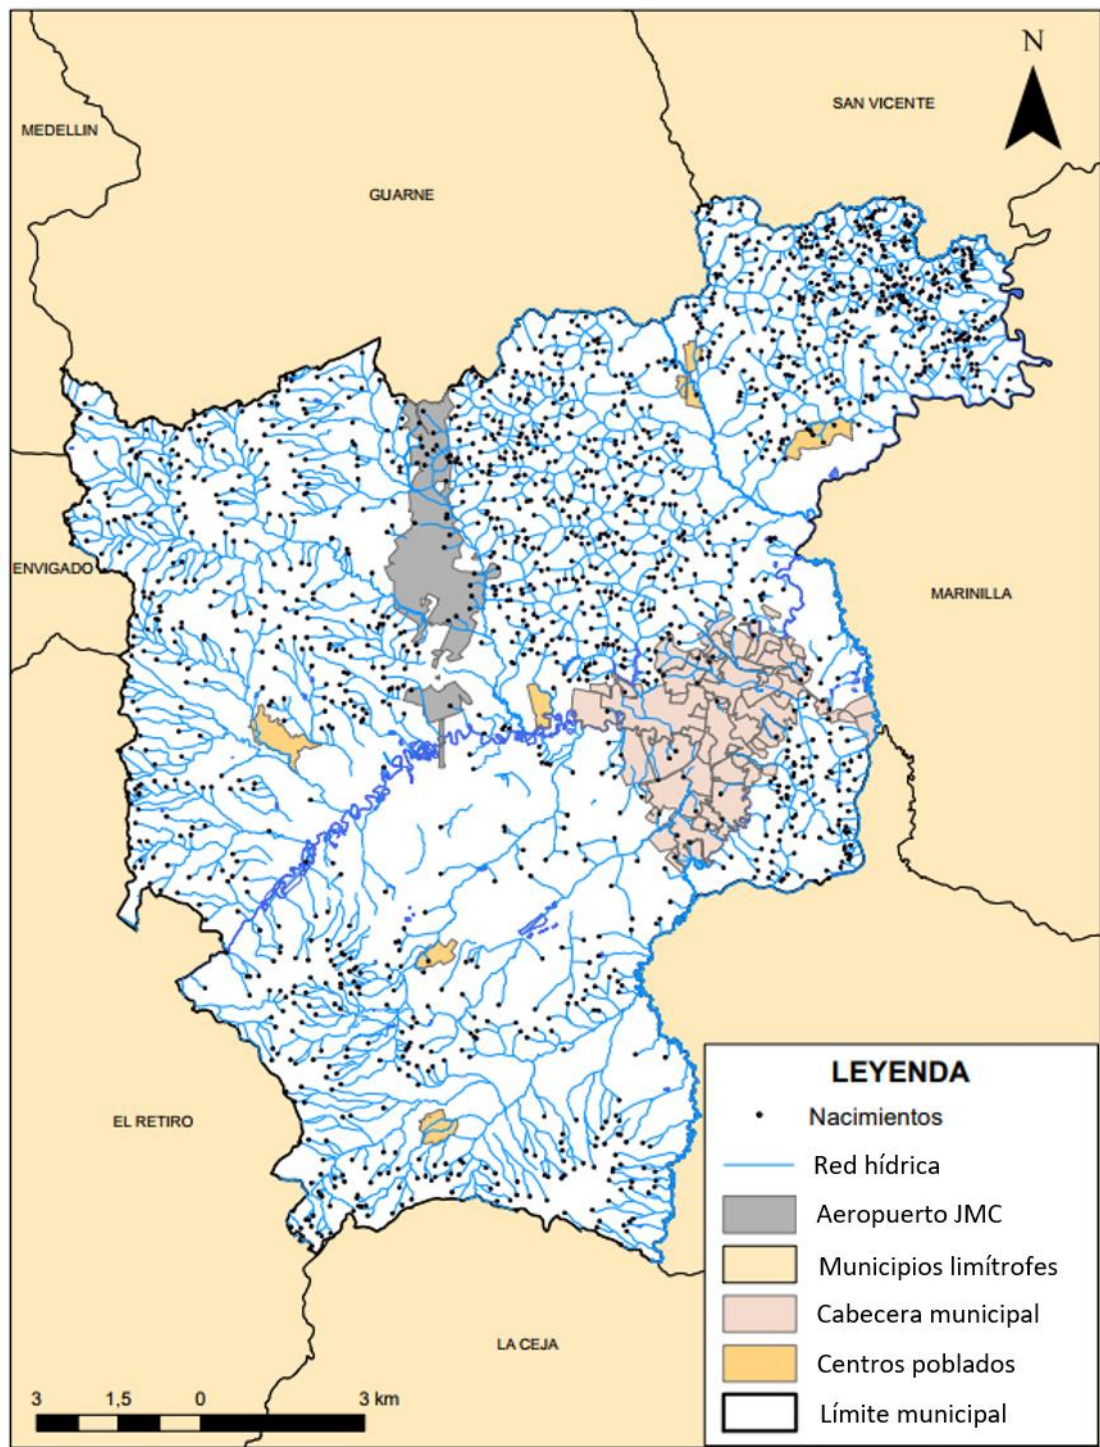 N
SAN VICENTE
MEDELLIN
GUARNE
ENVIGADO
MARINILLA
EL RETIRO
LA CEJA
LEYENDA
Nacimientos
Red hídrica
Aeropuerto JMC
Municipios limítrofes
Cabecera municipal
Centros poblados
Límite municipal
3 1,5 0 3 km